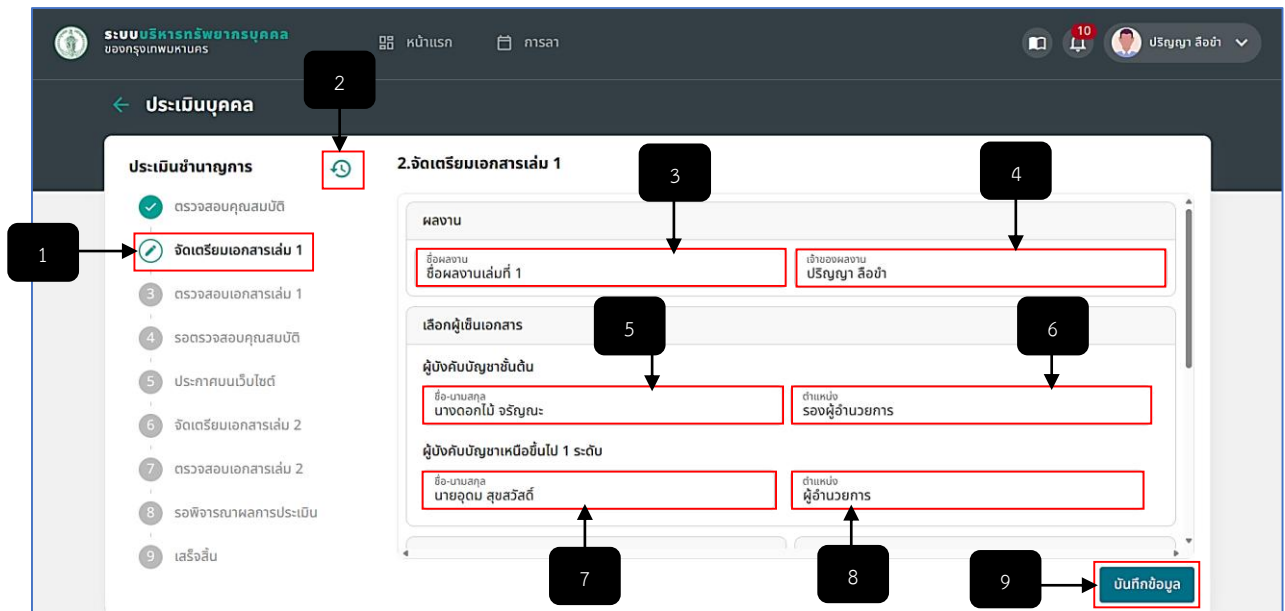 ระบบบริหารทรัพยากรบุคคล
ของกรุงเทพมหานคร
หน้าแรก
การลา
10
ปริญญา ลือขำ
ประเมินบุคคล
2
ประเมินชำนาญการ
ตรวจสอบคุณสมบัติ
1
จัดเตรียมเอกสารเล่ม 1
3 ตรวจสอบเอกสารเล่ม 1
4 รอตรวจสอบคุณสมบัติ
5 ประกาศบนเว็บไซต์
6 จัดเตรียมเอกสารเล่ม 2
7 ตรวจสอบเอกสารเล่ม 2
8 รอพิจารณาผลการประเมิน
9 เสร็จสิ้น
2.จัดเตรียมเอกสารเล่ม 1
3
4
ผลงาน
ชื่อผลงาน
ชื่อผลงานเล่มที่ 1
เจ้าของผลงาน
ปริญญา ลือขำ
เลือกผู้เซ็นเอกสาร
5
6
ผู้บังคับบัญชาชั้นต้น
ชื่อ-นามสกุล
นางดอกไม้ จรัญณะ
ตำแหน่ง
รองผู้อำนวยการ
ผู้บังคับบัญชาเหนือขึ้นไป 1 ระดับ
ชื่อ-นามสกุล
นายอุดม สุขสวัสดิ์
ตำแหน่ง
ผู้อำนวยการ
7
8
9
บันทึกข้อมูล